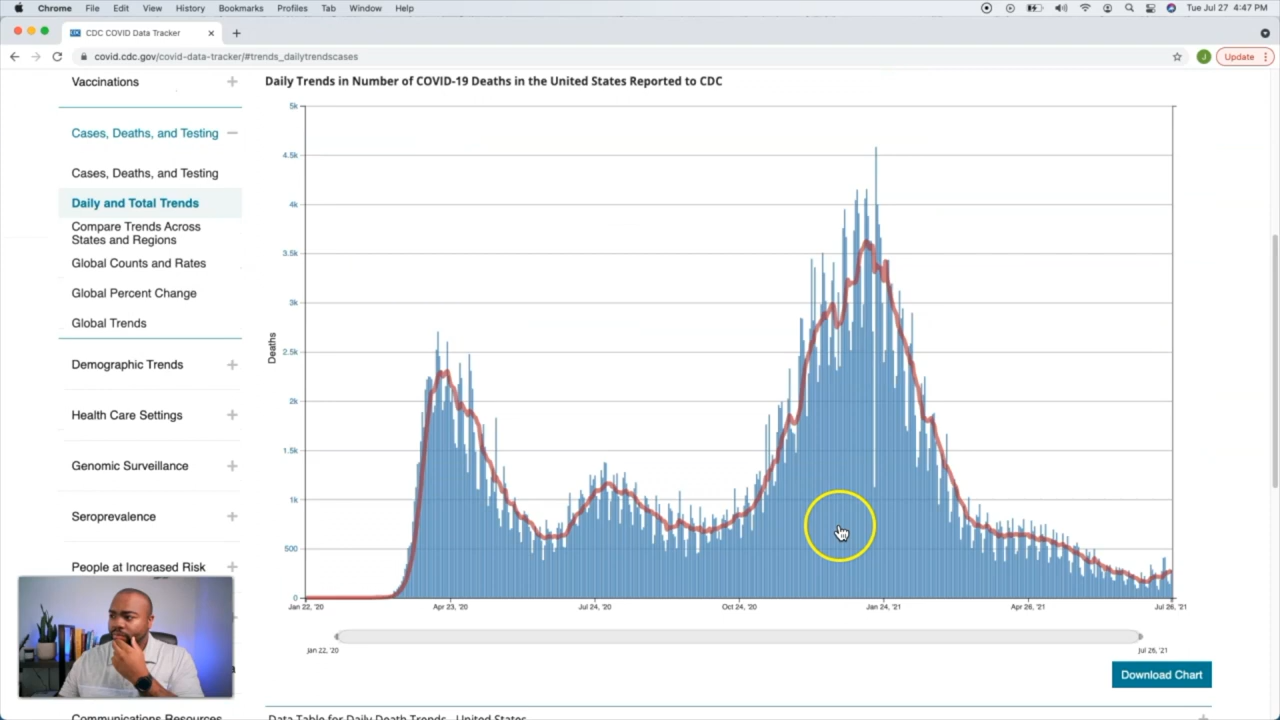 Chrome File Edit View History Bookmarks Profiles Tab Window Help Tue Jul 27 4:47 PM
CDC COVID Data Tracker
covid.cdc.gov/covid-data-tracker/#trends_dailytrendscases
J
Update
Vaccinations
Cases, Deaths, and Testing
Cases, Deaths, and Testing
Daily and Total Trends
Compare Trends Across
States and Regions
Global Counts and Rates
Global Percent Change
Global Trends
Demographic Trends
Health Care Settings
Genomic Surveillance
Seroprevalence
People at Increased Risk
Communications Resources
Daily Trends in Number of COVID-19 Deaths in the United States Reported to CDC
5k
4.5k
4k
3.5k
3k
2.5k
2k
1.5k
1k
500
0
Deaths
Jan 22, '20 Apr 23, '20 Jul 24, '20 Oct 24, '20 Jan 24, '21 Apr 26, '21 Jul 26, '21
Jan 22, '20 Jul 26, '21
Download Chart
Data Table for Daily Death Trends - United States